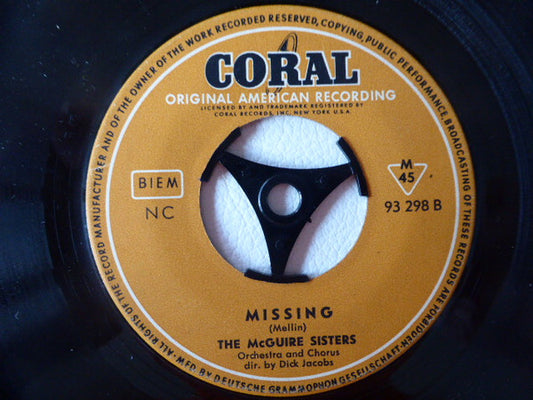 ALL RIGHTS OF THE RECORD MANUFACTURER AND OF THE OWNER OF THE WORK RECORDED RESERVED, COPYING, PUBLIC PERFORMANCE, BROADCASTING OF THESE RECORDS ARE FORBIDDEN
CORAL
ORIGINAL AMERICAN RECORDING
LICENSED BY AND TRADEMARK REGISTERED BY
CORAL RECORDS, INC. NEW YORK U.S.A.
BIEM
NC
M
45
93 298 B
MISSING
(Mellin)
THE McGUIRE SISTERS
Orchestra and Chorus
dir. by Dick Jacobs
MFD. BY DEUTSCHE GRAMMOPHON GESELLSCHAFT